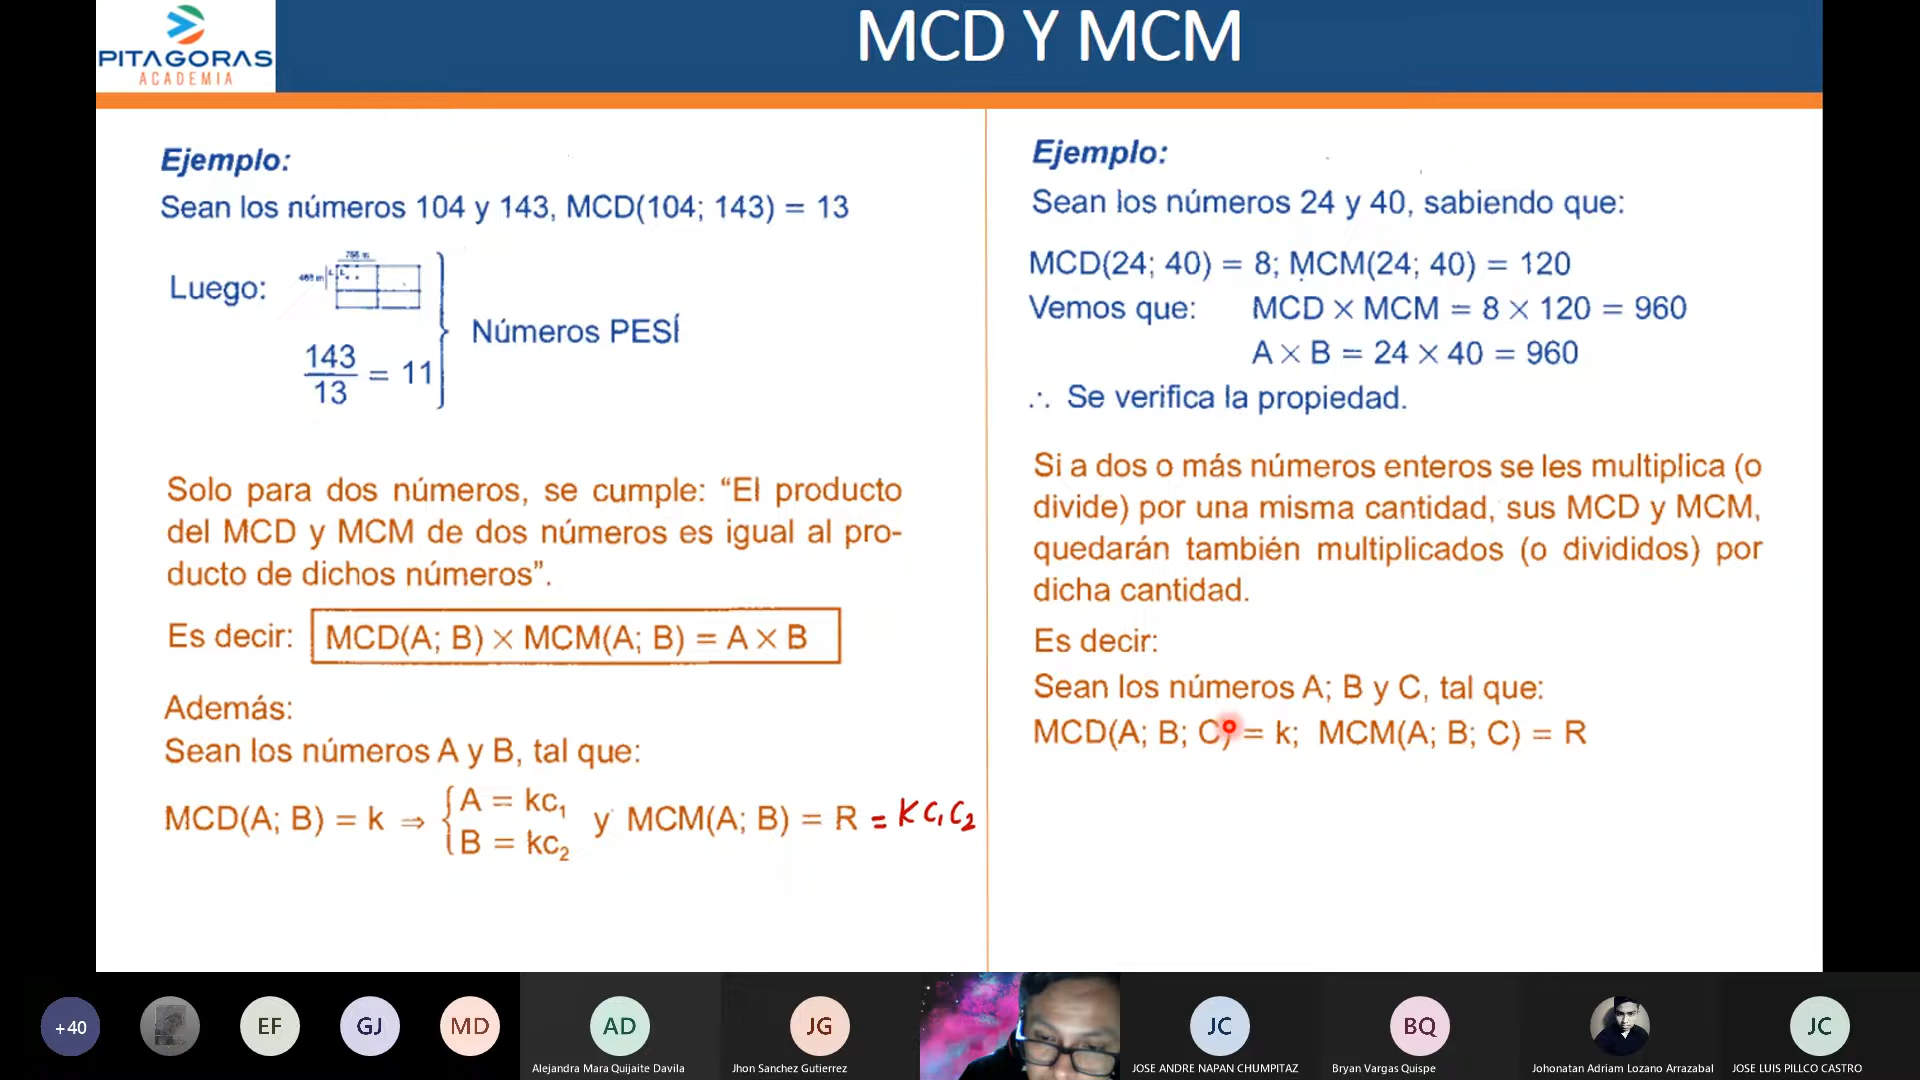 PITAGORAS
ACADEMIA
MCD Y MCM
Ejemplo:
Sean los números 104 y 143, MCD(104; 143) = 13
Luego:
143/13 = 11
Números PESÍ
Solo para dos números, se cumple: “El producto
del MCD y MCM de dos números es igual al pro-
ducto de dichos números”.
Es decir: MCD(A; B) × MCM(A; B) = A × B
Además:
Sean los números A y B, tal que:
MCD(A; B) = k ⇒ { A = kc₁ B = kc₂ y MCM(A; B) = R = KC₁C₂
Ejemplo:
Sean los números 24 y 40, sabiendo que:
MCD(24; 40) = 8; MCM(24; 40) = 120
Vemos que: MCD × MCM = 8 × 120 = 960
A × B = 24 × 40 = 960
∴ Se verifica la propiedad.
Si a dos o más números enteros se les multiplica (o
divide) por una misma cantidad, sus MCD y MCM,
quedarán también multiplicados (o divididos) por
dicha cantidad.
Es decir:
Sean los números A; B y C, tal que:
MCD(A; B; C) = k; MCM(A; B; C) = R
+40
EF
GJ
MD
AD
JG
JC
BQ
JC
Alejandra Mara Quijaite Davila
Jhon Sanchez Gutierrez
JOSE ANDRE NAPAN CHUMPITAZ
Bryan Vargas Quispe
Johonatan Adriam Lozano Arrazabal
JOSE LUIS PILLCO CASTRO